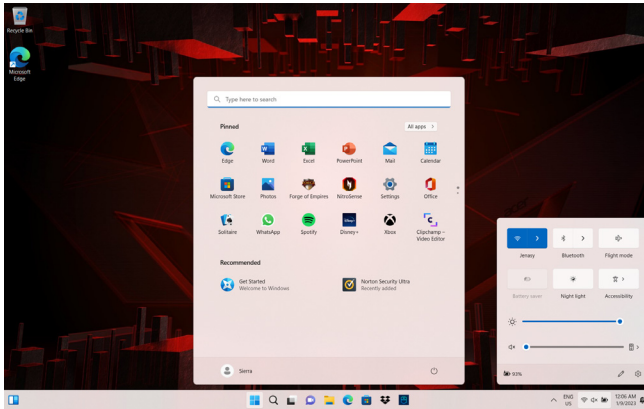 Recycle Bin
Microsoft
Edge
Type here to search
Pinned
All apps >
Edge
Word
Excel
PowerPoint
Mail
Calendar
Microsoft Store
Photos
Forge of Empires
NitroSense
Settings
Office
Solitaire
WhatsApp
Spotify
Disney+
Xbox
Clipchamp –
Video Editor
Recommended
Get Started
Welcome to Windows
Norton Security Ultra
Recently added
Sierra
Jenasy
Bluetooth
Flight mode
Battery saver
Night light
Accessibility
93%
ENG
US
12:06 AM
1/9/2023